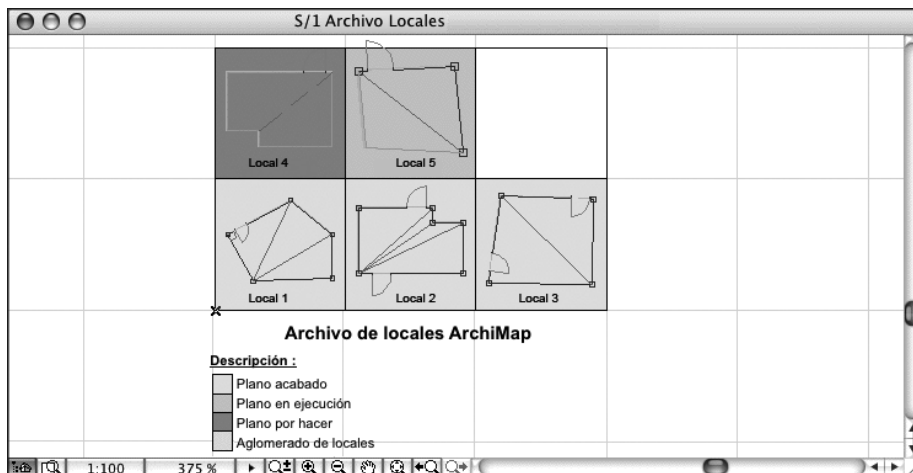 S/1 Archivo Locales
Local 4
Local 5
Local 1
Local 2
Local 3
Archivo de locales ArchiMap
Descripción :
Plano acabado
Plano en ejecución
Plano por hacer
Aglomerado de locales
1:100
375 %